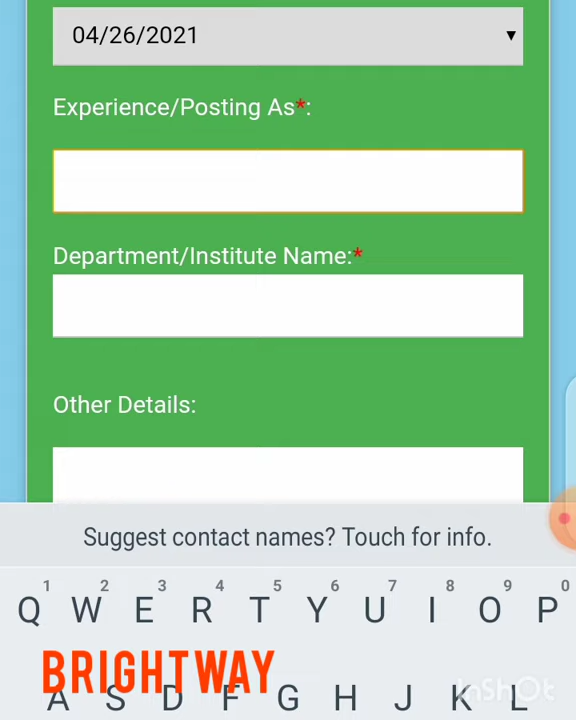 04/26/2021
Experience/Posting As*:
Department/Institute Name:*
Other Details:
Suggest contact names? Touch for info.
1 2 3 4 5 6 7 8 9 0
Q W E R T Y U I O P
BRIGHTWAY
A S D F G H J K L
InShOt